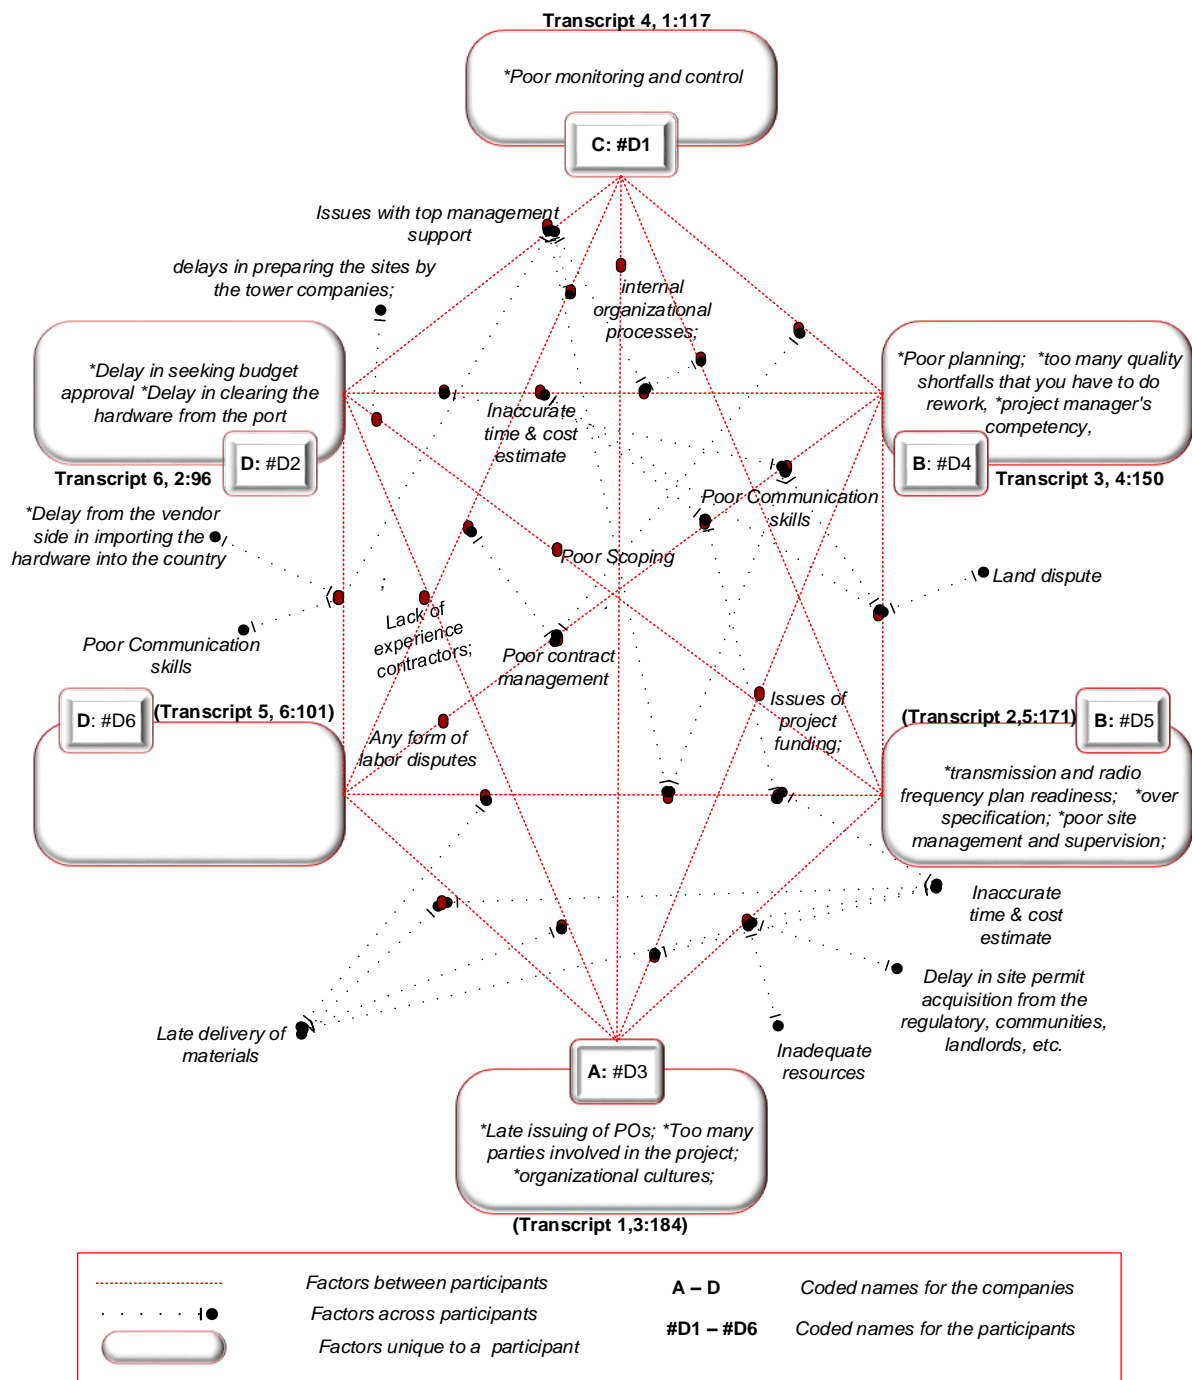 Transcript 4, 1:117
*Poor monitoring and control
C: #D1
Issues with top management
support
delays in preparing the sites by
the tower companies;
internal
organizational
processes;
*Delay in seeking budget
approval *Delay in clearing the
hardware from the port
D: #D2
Transcript 6, 2:96
*Poor planning; *too many quality
shortfalls that you have to do
rework, *project manager's
competency,
B: #D4
Transcript 3, 4:150
Inaccurate
time & cost
estimate
Poor Communication
skills
*Delay from the vendor
side in importing the
hardware into the country
Poor Scoping
;
Land dispute
Poor Communication
skills
Lack of
experience
contractors;
Poor contract
management
Issues of
project
funding;
Any form of
labor disputes
D: #D6
(Transcript 5, 6:101)
(Transcript 2,5:171)
B: #D5
*transmission and radio
frequency plan readiness; *over
specification; *poor site
management and supervision;
Inaccurate
time & cost
estimate
Delay in site permit
acquisition from the
regulatory, communities,
landlords, etc.
Late delivery of
materials
Inadequate
resources
A: #D3
*Late issuing of POs; *Too many
parties involved in the project;
*organizational cultures;
(Transcript 1,3:184)
Factors between participants
A – D Coded names for the companies
Factors across participants
#D1 – #D6 Coded names for the participants
Factors unique to a participant